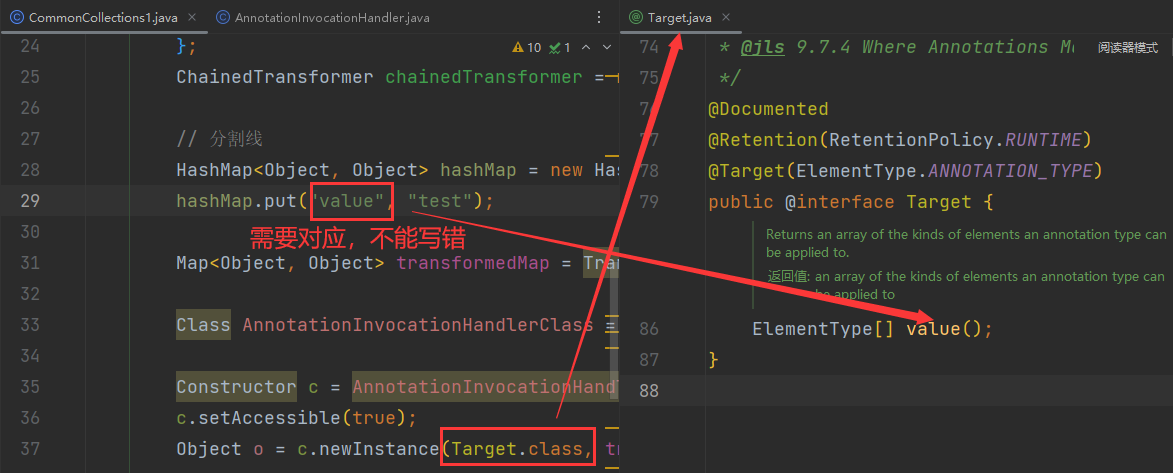 CommonCollections1.java
AnnotationInvocationHandler.java
24 };
10 1
25 ChainedTransformer chainedTransformer =
26
27 // 分割线
28 HashMap<Object, Object> hashMap = new Has
29 hashMap.put("value", "test");
需要对应，不能写错
30
31 Map<Object, Object> transformedMap = Tran
32
33 Class AnnotationInvocationHandlerClass =
34
35 Constructor c = AnnotationInvocationHandl
36 c.setAccessible(true);
37 Object o = c.newInstance(Target.class, tr
Target.java
74 * @jls 9.7.4 Where Annotations Ma
阅读器模式
75 */
76 @Documented
77 @Retention(RetentionPolicy.RUNTIME)
78 @Target(ElementType.ANNOTATION_TYPE)
79 public @interface Target {
Returns an array of the kinds of elements an annotation type can
be applied to.
返回值: an array of the kinds of elements an annotation type can
be applied to
86 ElementType[] value();
87 }
88